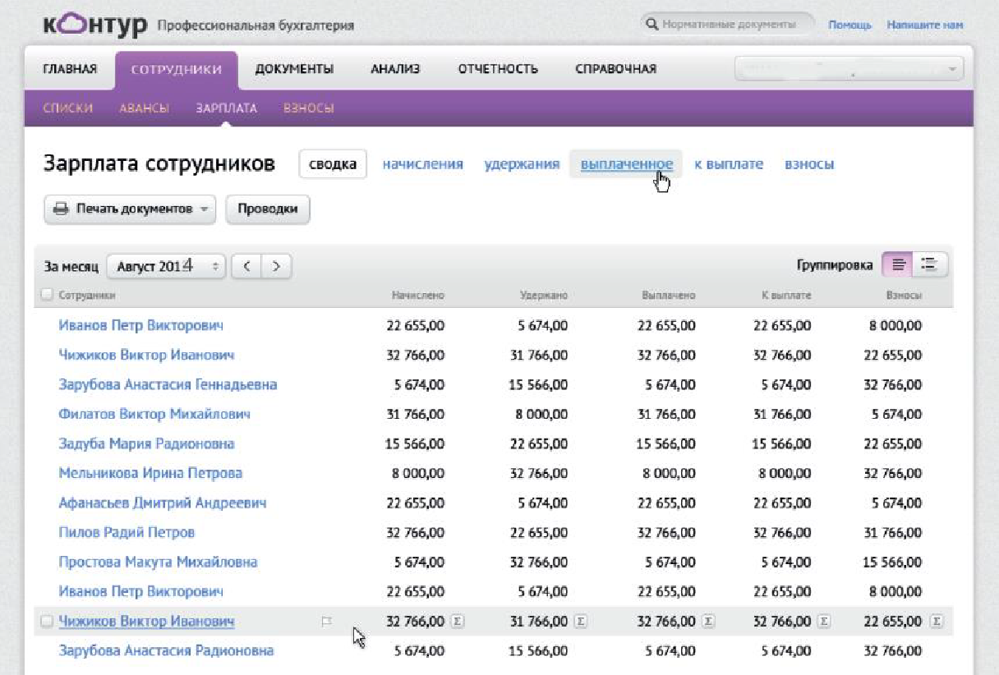 кОнтур Профессиональная бухгалтерия Нормативные документы Помощь Напишите нам
ГЛАВНАЯ СОТРУДНИКИ ДОКУМЕНТЫ АНАЛИЗ ОТЧЕТНОСТЬ СПРАВОЧНАЯ
СПИСКИ АВАНСЫ ЗАРПЛАТА ВЗНОСЫ
Зарплата сотрудников сводка начисления удержания выплаченное к выплате взносы
Печать документов Проводки
За месяц Август 2014 < > Группировка
Сотрудники Начислено Удержано Выплачено К выплате Взносы
Иванов Петр Викторович 22 655,00 5 674,00 22 655,00 22 655,00 8 000,00
Чижиков Виктор Иванович 32 766,00 31 766,00 32 766,00 32 766,00 22 655,00
Зарубова Анастасия Геннадьевна 5 674,00 15 566,00 5 674,00 5 674,00 32 766,00
Филатов Виктор Михайлович 31 766,00 8 000,00 31 766,00 31 766,00 5 674,00
Задуба Мария Радионовна 15 566,00 22 655,00 15 566,00 15 566,00 22 655,00
Мельникова Ирина Петрова 8 000,00 32 766,00 8 000,00 8 000,00 32 766,00
Афанасьев Дмитрий Андреевич 22 655,00 5 674,00 22 655,00 22 655,00 5 674,00
Пилов Радий Петров 32 766,00 22 655,00 32 766,00 32 766,00 31 766,00
Простова Макута Михайловна 5 674,00 32 766,00 5 674,00 5 674,00 15 566,00
Иванов Петр Викторович 22 655,00 5 674,00 22 655,00 22 655,00 8 000,00
Чижиков Виктор Иванович 32 766,00 Σ 31 766,00 Σ 32 766,00 Σ 32 766,00 Σ 22 655,00 Σ
Зарубова Анастасия Радионовна 5 674,00 15 566,00 5 674,00 5 674,00 32 766,00